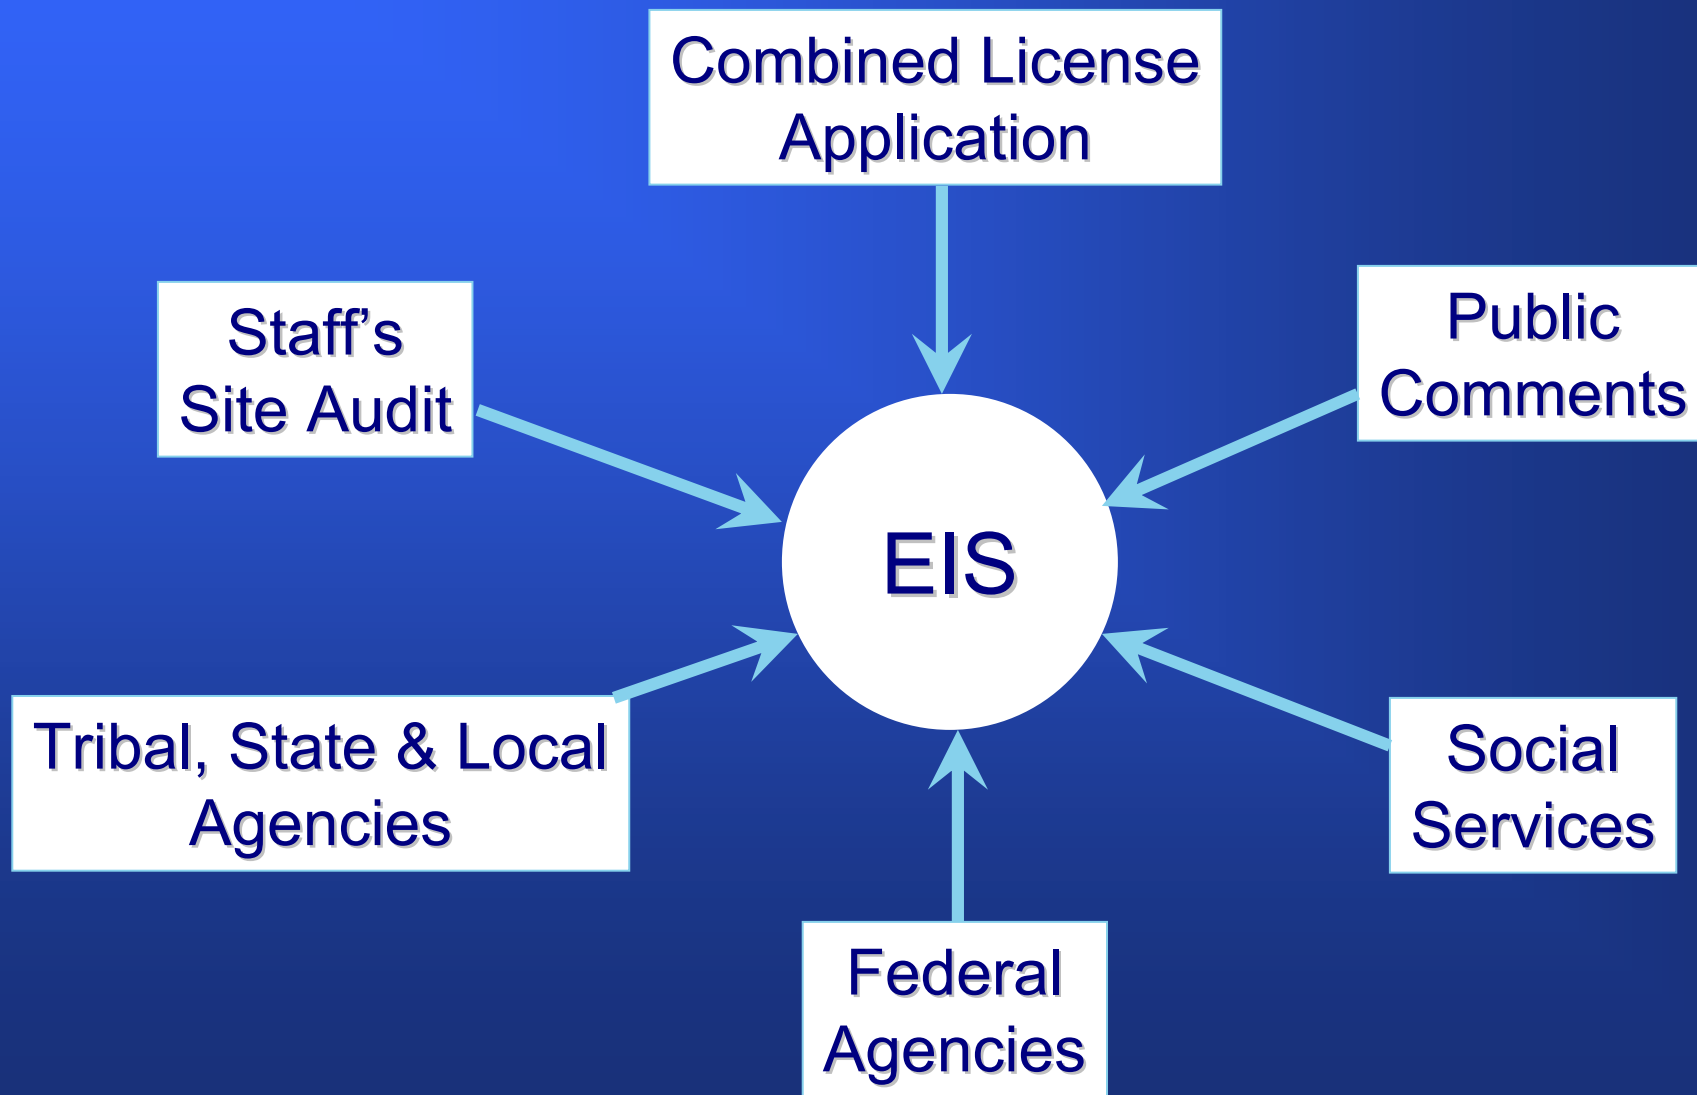 Combined License
Application
Staff’s
Site Audit
Public
Comments
EIS
Tribal, State & Local
Agencies
Social
Services
Federal
Agencies